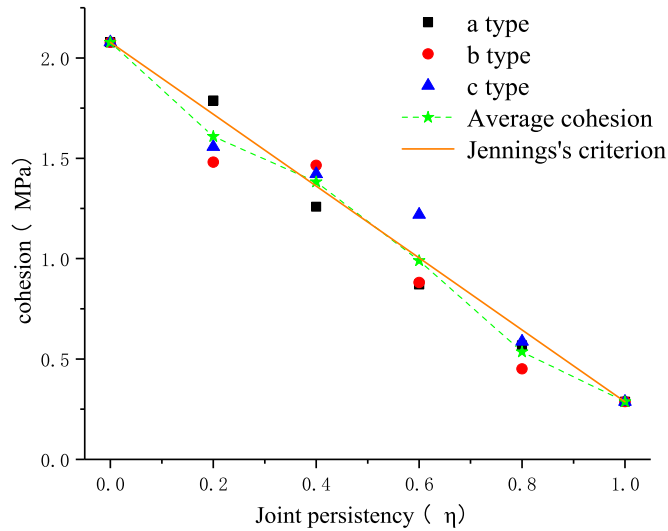 a type
b type
c type
Average cohesion
Jennings's criterion
2.0
1.5
1.0
0.5
0.0
cohesion( MPa)
0.0 0.2 0.4 0.6 0.8 1.0
Joint persistency( η)